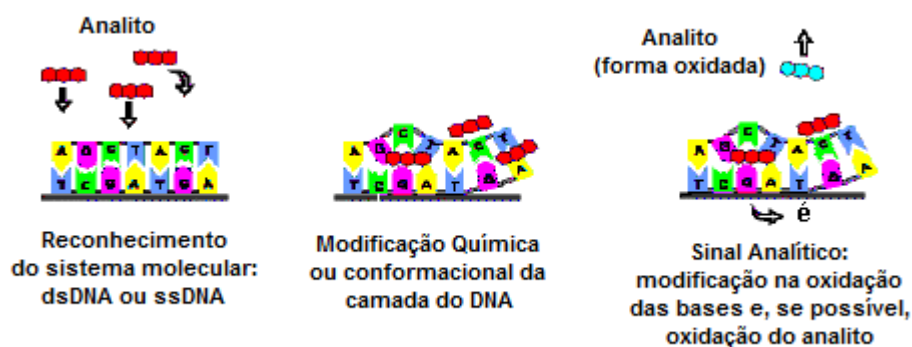 Analito
A G C T A C T
T C G A T G A
Reconhecimento
do sistema molecular:
dsDNA ou ssDNA
A G C T A C T
T C G A T G A
Modificação Química
ou conformacional da
camada do DNA
Analito
(forma oxidada)
A G C T A C T
T C G A T G A
é
Sinal Analítico:
modificação na oxidação
das bases e, se possível,
oxidação do analito